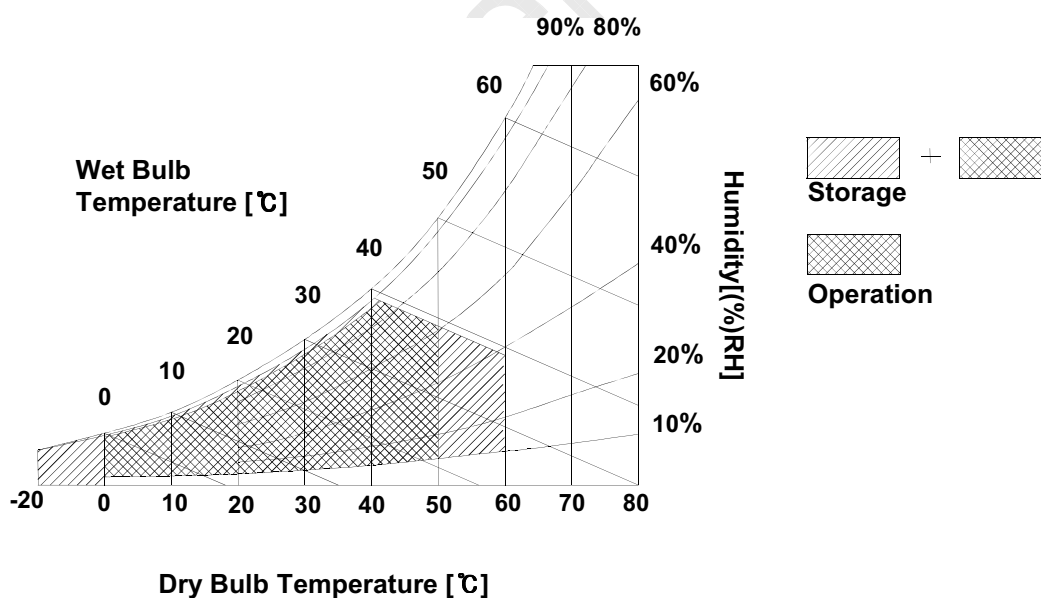 90% 80%
60
60%
50
Wet Bulb
Temperature [℃]
Storage
40
40%
Humidity[(%)RH]
30
Operation
20
20%
10
0
10%
-20 0 10 20 30 40 50 60 70 80
Dry Bulb Temperature [℃]